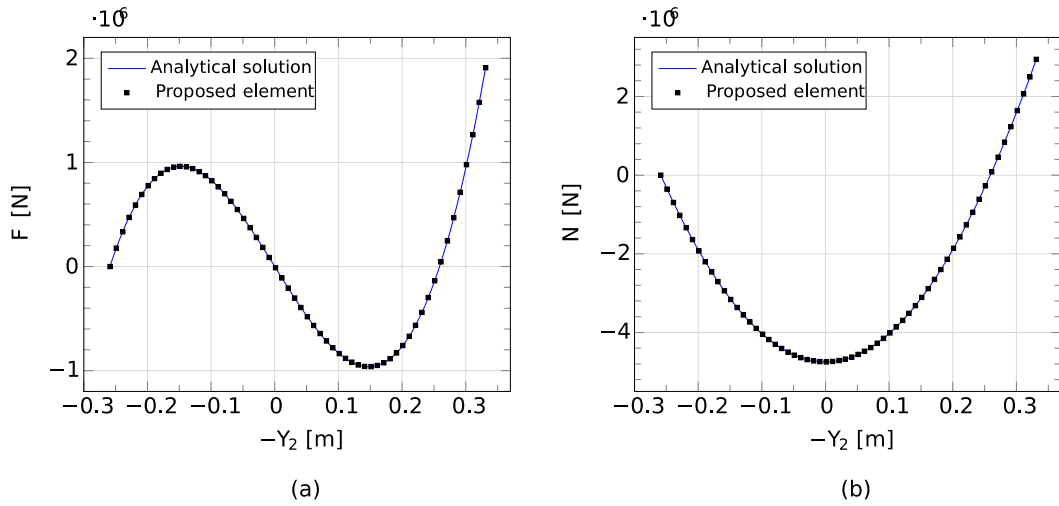 ·10⁶
F [N]
2
1
0
−1
Analytical solution
Proposed element
−0.3 −0.2 −0.1 0 0.1 0.2 0.3
−Y₂ [m]
(a)
·10⁶
N [N]
2
0
−2
−4
Analytical solution
Proposed element
−0.3 −0.2 −0.1 0 0.1 0.2 0.3
−Y₂ [m]
(b)